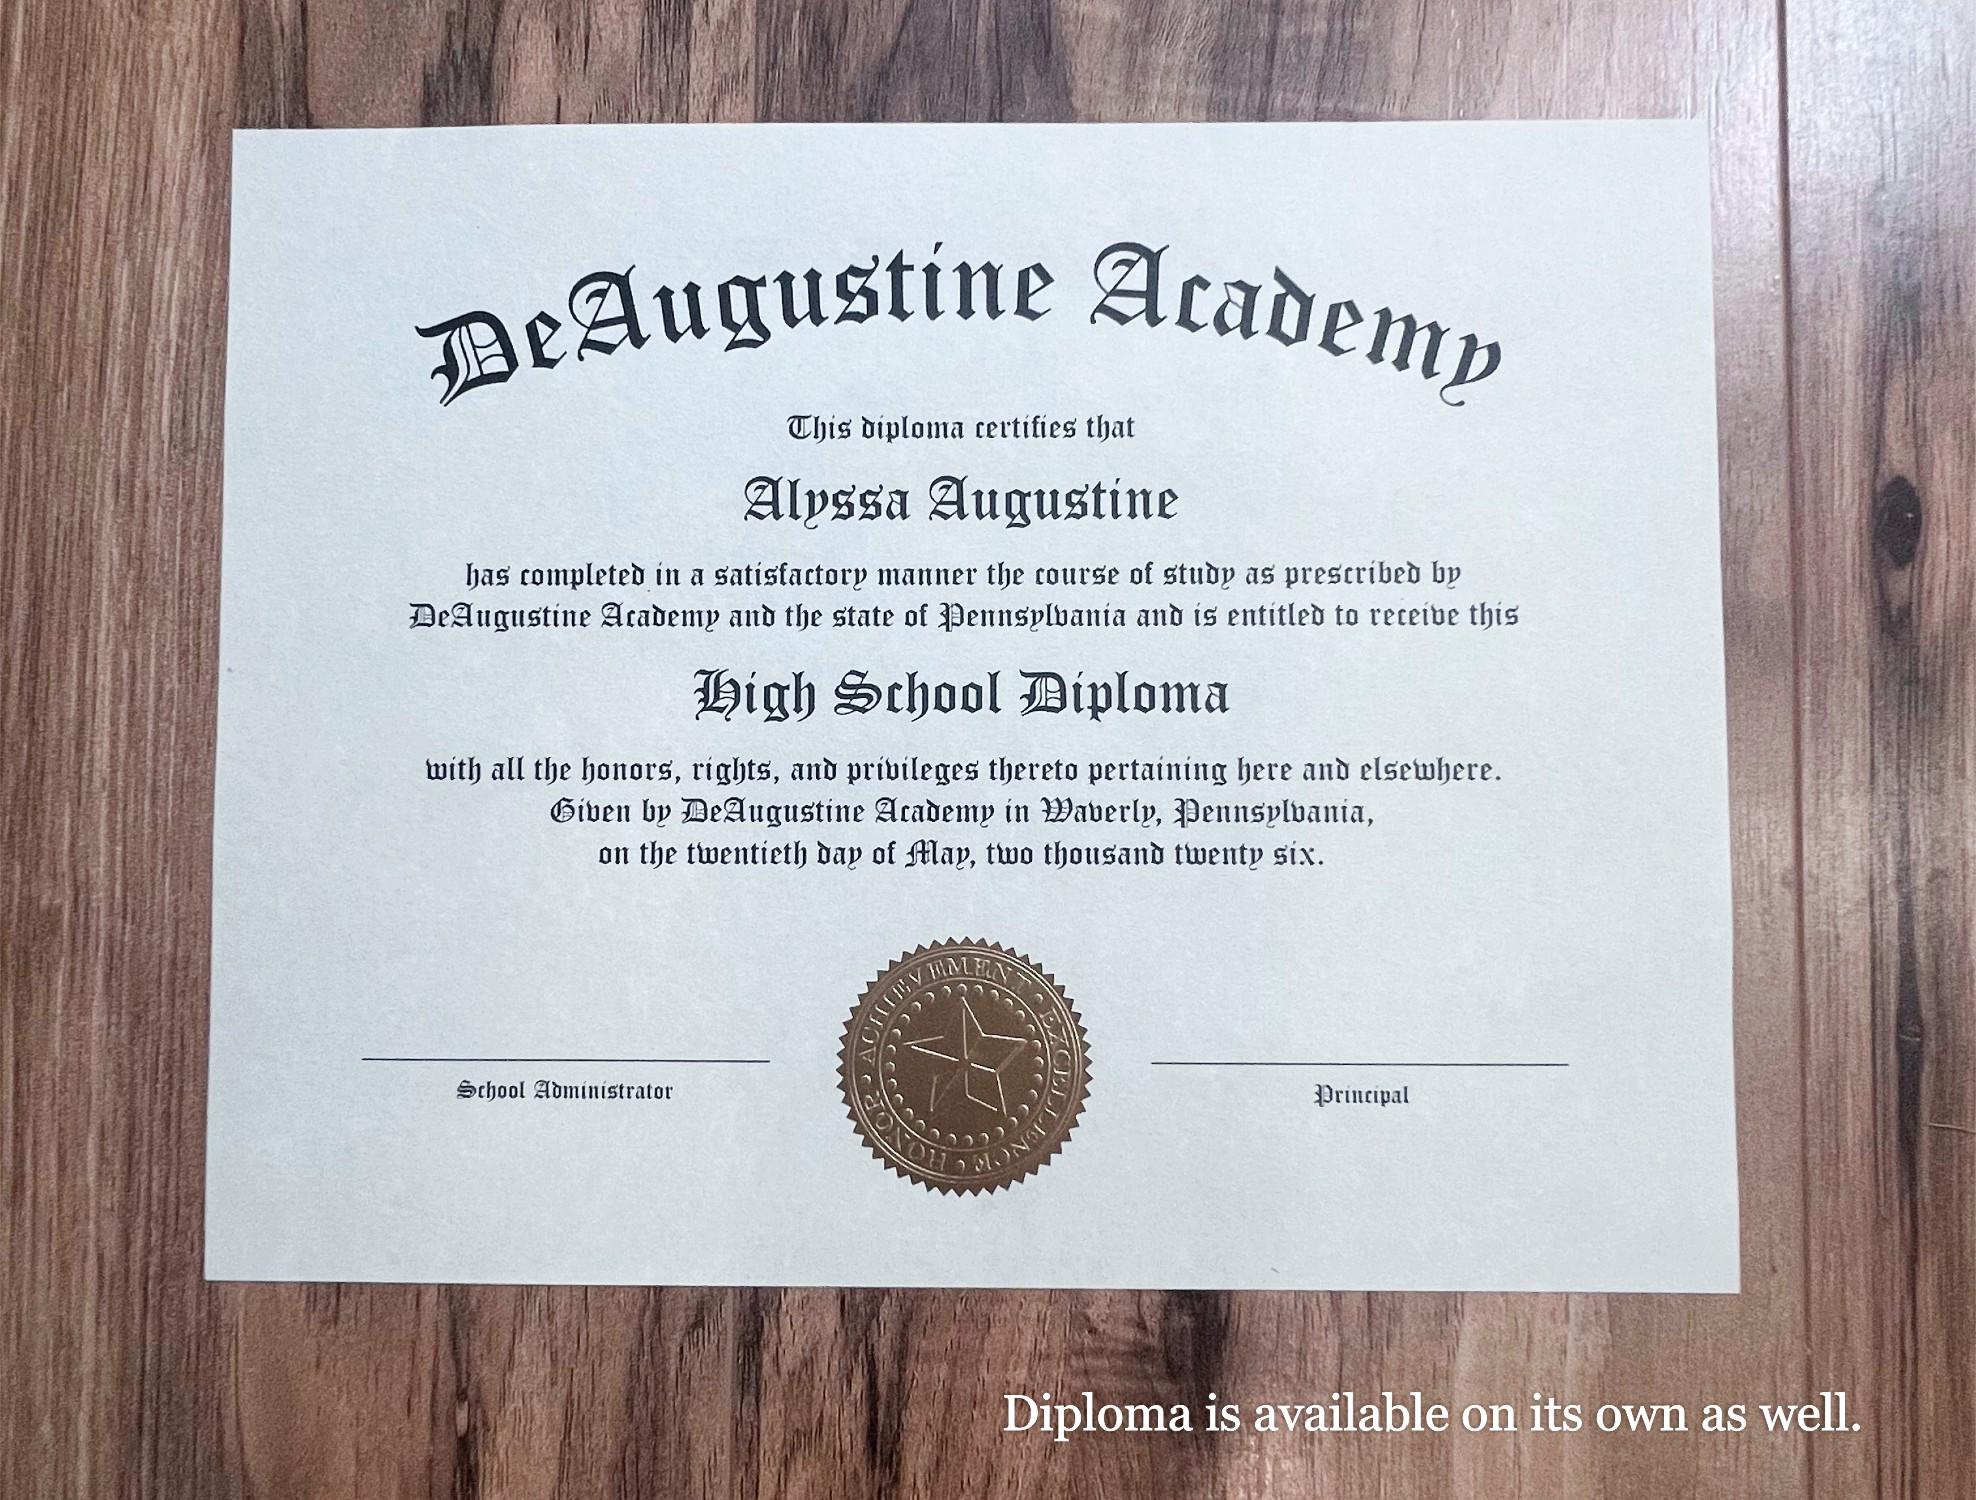 DeAugustine Academy
This diploma certifies that
Alyssa Augustine
has completed in a satisfactory manner the course of study as prescribed by
DeAugustine Academy and the state of Pennsylvania and is entitled to receive this
High School Diploma
with all the honors, rights, and privileges thereto pertaining here and elsewhere.
Given by DeAugustine Academy in Waverly, Pennsylvania,
on the twentieth day of May, two thousand twenty six.
ACHIEVEMENT • EXCELLENCE • HONOR •
School Administrator
Principal
Diploma is available on its own as well.